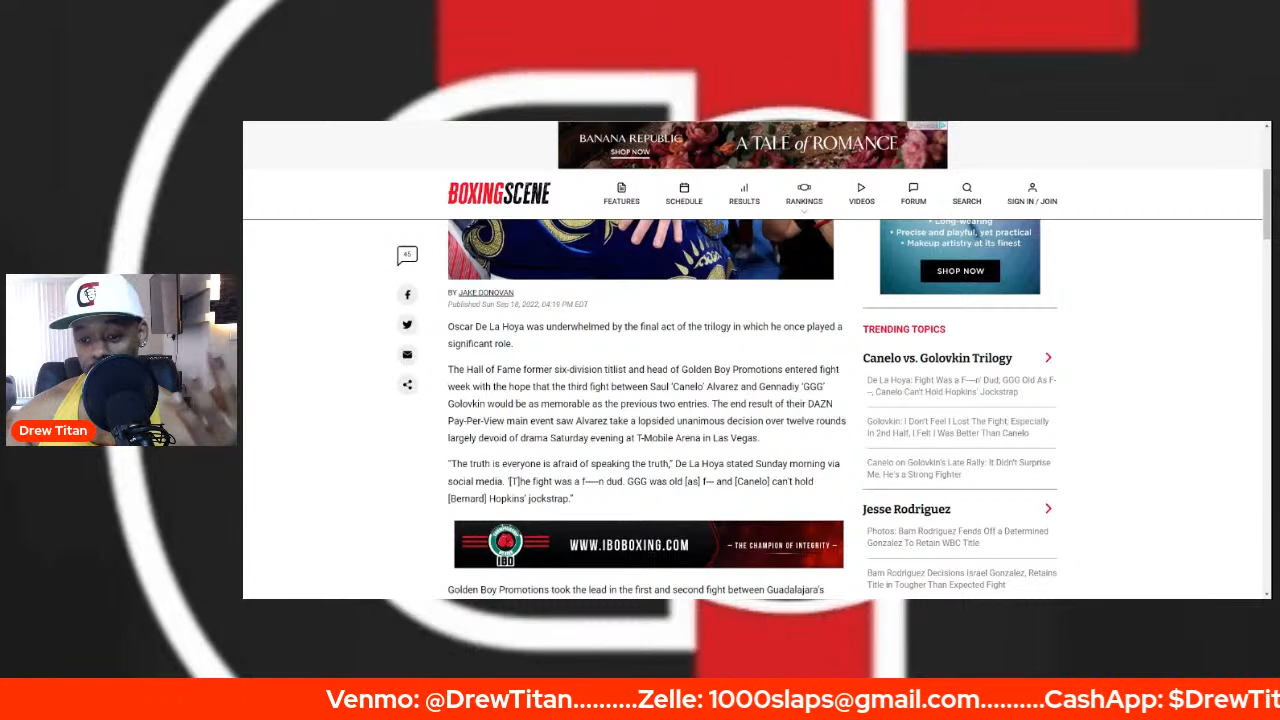 BANANA REPUBLIC
SHOP NOW
A TALE of ROMANCE
BOXINGSCENE
FEATURES
SCHEDULE
RESULTS
RANKINGS
VIDEOS
FORUM
SEARCH
SIGN IN / JOIN
45
BY JAKE DONOVAN
Published Sun Sep 18, 2022, 04:19 PM EDT
Oscar De La Hoya was underwhelmed by the final act of the trilogy in which he once played a
significant role.
The Hall of Fame former six-division titlist and head of Golden Boy Promotions entered fight
week with the hope that the third fight between Saul 'Canelo' Alvarez and Gennadiy 'GGG'
Golovkin would be as memorable as the previous two entries. The end result of their DAZN
Pay-Per-View main event saw Alvarez take a lopsided unanimous decision over twelve rounds
largely devoid of drama Saturday evening at T-Mobile Arena in Las Vegas.
“The truth is everyone is afraid of speaking the truth,” De La Hoya stated Sunday morning via
social media. ‘[T]he fight was a f-----n dud. GGG was old [as] f--- and [Canelo] can't hold
[Bernard] Hopkins' jockstrap.”
IBO
WWW.IBOBOXING.COM
— THE CHAMPION OF INTEGRITY —
Golden Boy Promotions took the lead in the first and second fight between Guadalajara's
• Long-wearing
• Precise and playful, yet practical
• Makeup artistry at its finest
SHOP NOW
TRENDING TOPICS
Canelo vs. Golovkin Trilogy
De La Hoya: Fight Was a F-----n' Dud; GGG Old As F-
--, Canelo Can't Hold Hopkins' Jockstrap
Golovkin: I Don't Feel I Lost The Fight; Especially
In 2nd Half, I Felt I Was Better Than Canelo
Canelo on Golovkin's Late Rally: It Didn't Surprise
Me, He's a Strong Fighter
Jesse Rodriguez
Photos: Bam Rodriguez Fends Off a Determined
Gonzalez To Retain WBC Title
Bam Rodriguez Decisions Israel Gonzalez, Retains
Title in Tougher Than Expected Fight
Drew Titan
Venmo: @DrewTitan..........Zelle: 1000slaps@gmail.com..........CashApp: $DrewTit